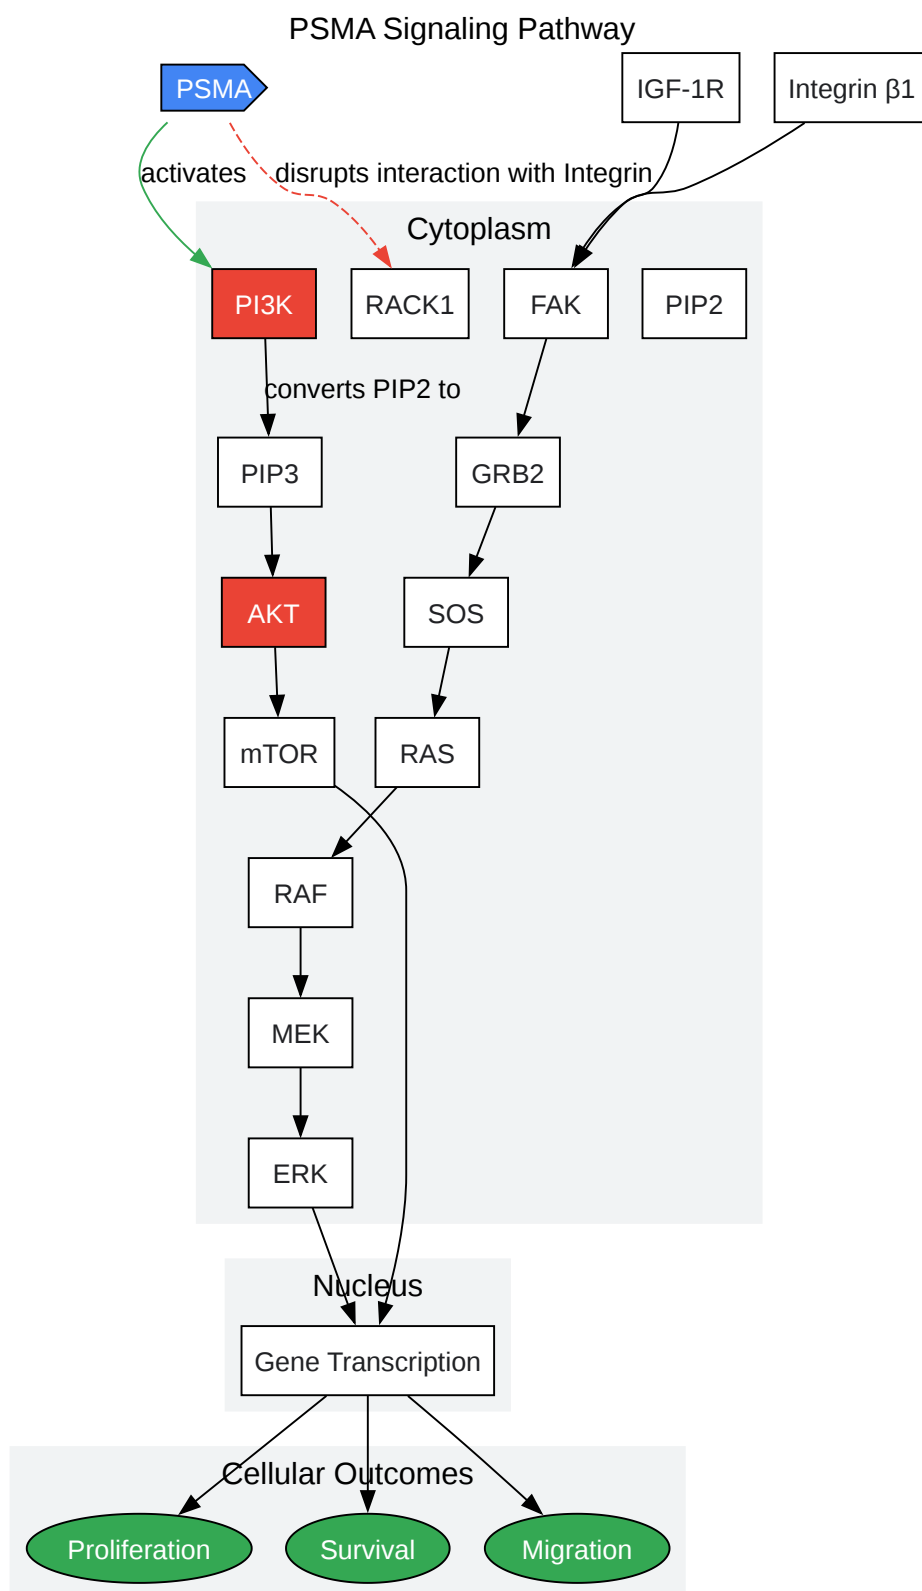 PSMA Signaling Pathway
PSMA
IGF-1R
Integrin β1
activates
disrupts interaction with Integrin
Cytoplasm
PI3K
RACK1
FAK
PIP2
converts PIP2 to
PIP3
GRB2
AKT
SOS
mTOR
RAS
RAF
MEK
ERK
Nucleus
Gene Transcription
Cellular Outcomes
Proliferation
Survival
Migration